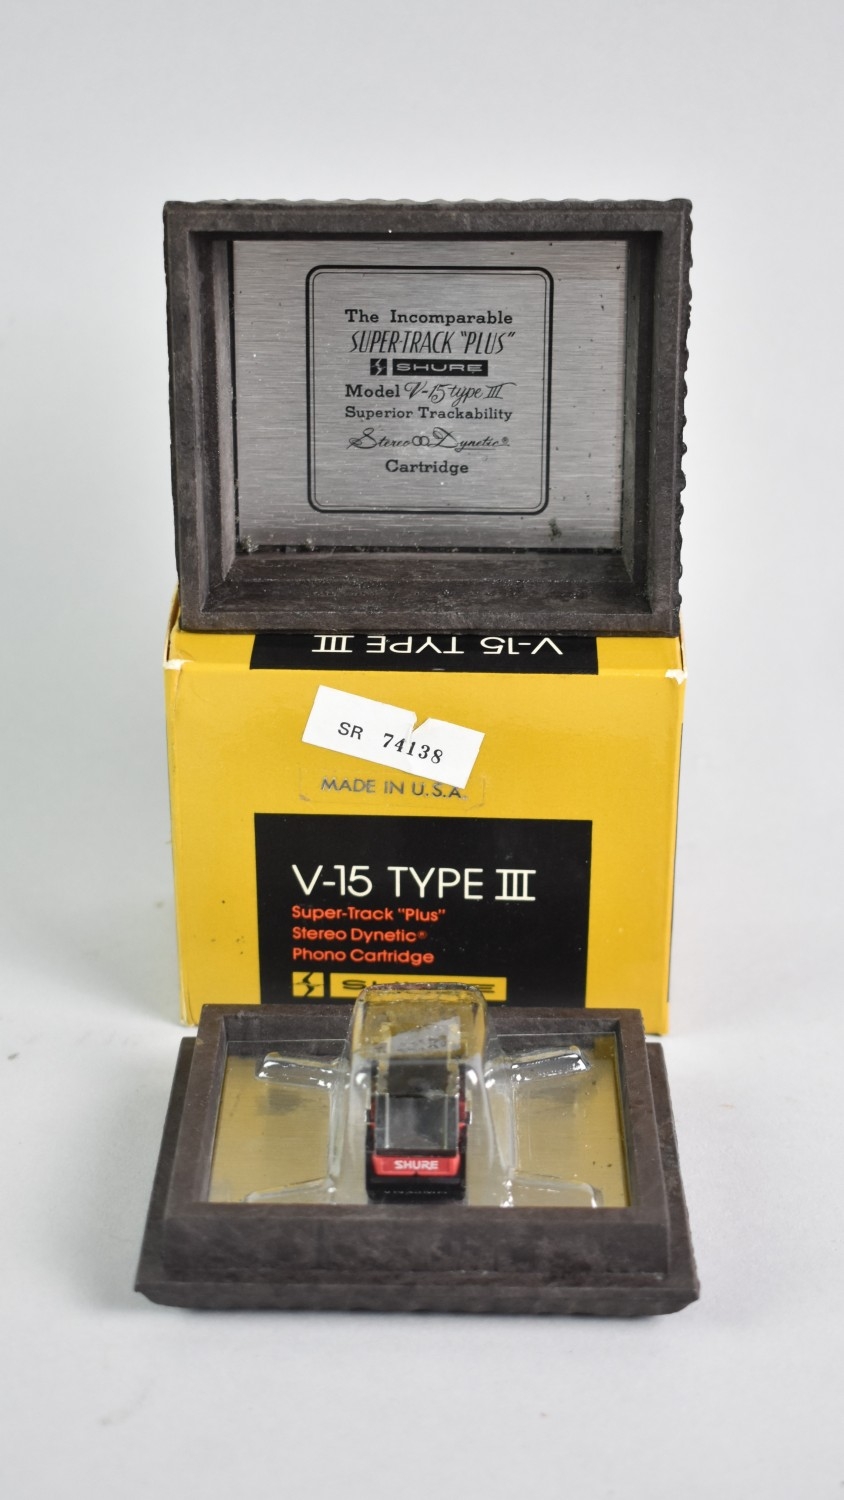 The Incomparable
SUPER-TRACK "PLUS"
SHURE
Model V-15 type III
Superior Trackability
Stereo Dynetic®
Cartridge
V-15 TYPE III
SR 74138
MADE IN U.S.A.
V-15 TYPE III
Super-Track "Plus"
Stereo Dynetic®
Phono Cartridge
SHURE
SHURE